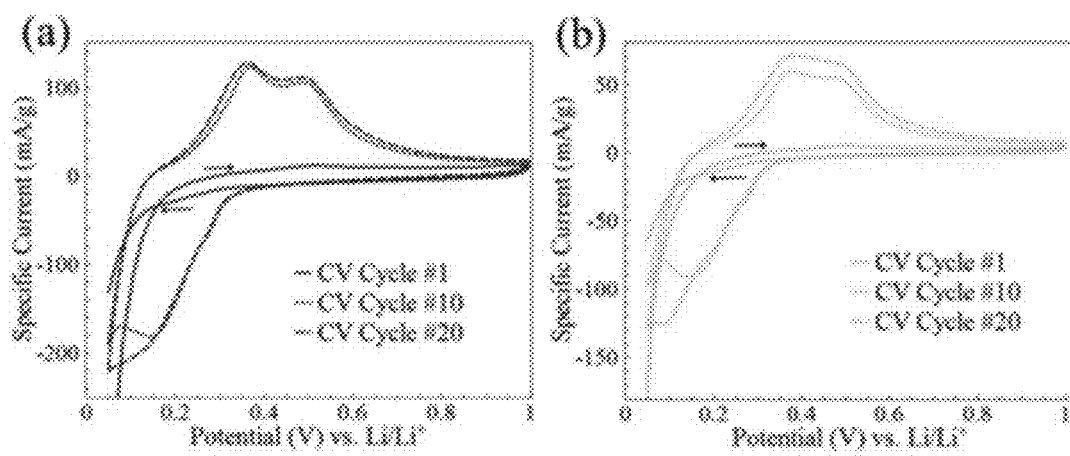 (a)
Specific Current (mA/g)
100
0
-100
-200
CV Cycle #1
CV Cycle #10
CV Cycle #20
0 0.2 0.4 0.6 0.8 1
Potential (V) vs. Li/Li⁺
(b)
Specific Current (mA/g)
50
0
-50
-100
-150
CV Cycle #1
CV Cycle #10
CV Cycle #20
0 0.2 0.4 0.6 0.8 1
Potential (V) vs. Li/Li⁺